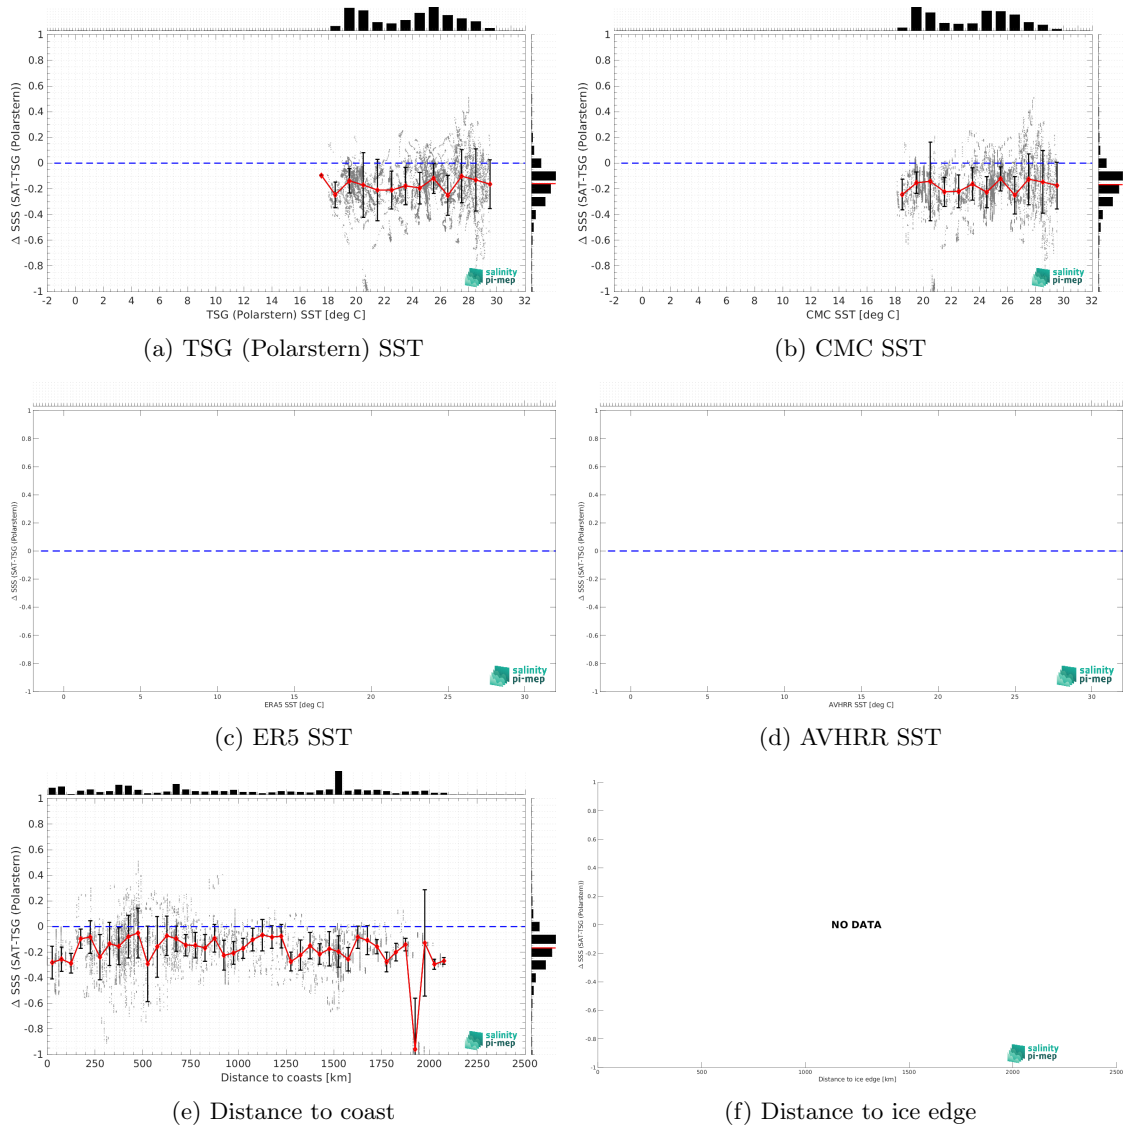 Δ SSS (SAT-TSG (Polarstern))
1
0.8
0.6
0.4
0.2
0
-0.2
-0.4
-0.6
-0.8
-1
-2 0 2 4 6 8 10 12 14 16 18 20 22 24 26 28 30 32
TSG (Polarstern) SST [deg C]
salinity
pi-mep
(a) TSG (Polarstern) SST
Δ SSS (SAT-TSG (Polarstern))
1
0.8
0.6
0.4
0.2
0
-0.2
-0.4
-0.6
-0.8
-1
-2 0 2 4 6 8 10 12 14 16 18 20 22 24 26 28 30 32
CMC SST [deg C]
salinity
pi-mep
(b) CMC SST
Δ SSS (SAT-TSG (Polarstern))
1
0.8
0.6
0.4
0.2
0
-0.2
-0.4
-0.6
-0.8
-1
0 5 10 15 20 25 30
ERA5 SST [deg C]
salinity
pi-mep
(c) ER5 SST
Δ SSS (SAT-TSG (Polarstern))
1
0.8
0.6
0.4
0.2
0
-0.2
-0.4
-0.6
-0.8
-1
0 5 10 15 20 25 30
AVHRR SST [deg C]
salinity
pi-mep
(d) AVHRR SST
Δ SSS (SAT-TSG (Polarstern))
1
0.8
0.6
0.4
0.2
0
-0.2
-0.4
-0.6
-0.8
-1
0 250 500 750 1000 1250 1500 1750 2000 2250 2500
Distance to coasts [km]
salinity
pi-mep
(e) Distance to coast
Δ SSS (SAT-TSG (Polarstern))
1
0.8
0.6
0.4
0.2
0
-0.2
-0.4
-0.6
-0.8
-1
NO DATA
0 500 1000 1500 2000 2500
Distance to ice edge [km]
salinity
pi-mep
(f) Distance to ice edge